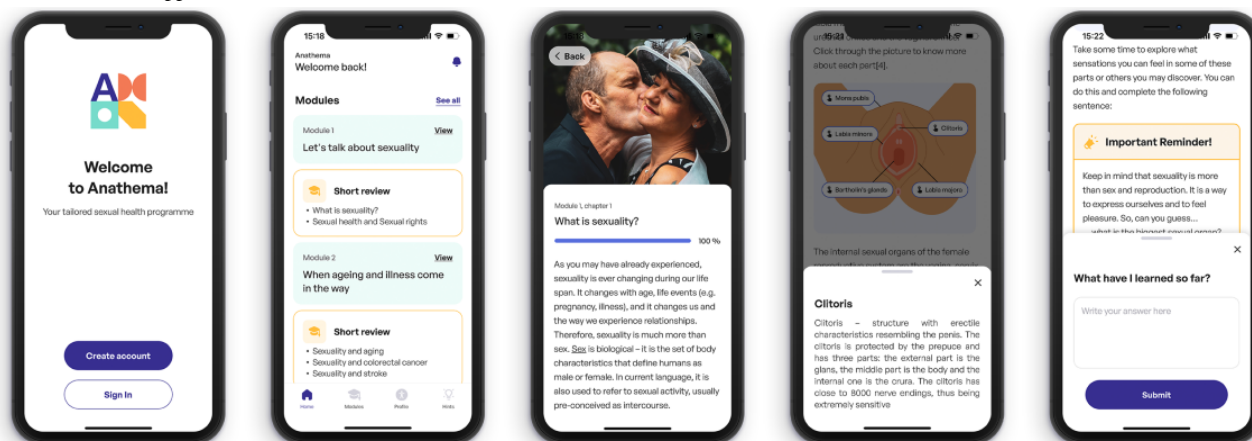 Welcome
to Anathema!
Your tailored sexual health programme
Create account
Sign In
15:18
Anathema
Welcome back!
Modules
See all
Module 1
View
Let's talk about sexuality
Short review
• What is sexuality?
• Sexual health and Sexual rights
Module 2
View
When ageing and illness come
in the way
Short review
• Sexuality and aging
• Sexuality and colorectal cancer
• Sexuality and stroke
Home
Modules
Profile
Hints
Back
Module 1, chapter 1
What is sexuality?
100 %
As you may have already experienced,
sexuality is ever changing during our life
span. It changes with age, life events (e.g.
pregnancy, illness), and it changes us and
the way we experience relationships.
Therefore, sexuality is much more than
sex. Sex is biological – it is the set of body
characteristics that define humans as
male or female. In current language, it is
also used to refer to sexual activity, usually
pre-conceived as intercourse.
15:21
Click through the picture to know more
about each part[4].
Mons pubis
Clitoris
Labia minora
Bartholin's glands
Labia majora
The internal sexual organs of the female
Clitoris
Clitoris – structure with erectile
characteristics resembling the penis. The
clitoris is protected by the prepuce and
has three parts: the external part is the
glans, the middle part is the body and the
internal one is the crura. The clitoris has
close to 8000 nerve endings, thus being
extremely sensitive
15:22
Take some time to explore what
sensations you can feel in some of these
parts or others you may discover. You can
do this and complete the following
sentence:
Important Reminder!
Keep in mind that sexuality is more
than sex and reproduction. It is a way
to express ourselves and to feel
pleasure. So, can you guess...
what is the biggest sexual organ?
What have I learned so far?
Write your answer here
Submit